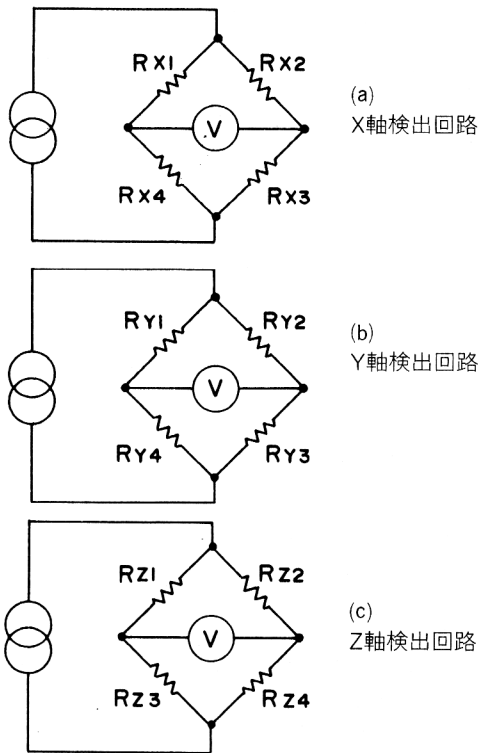 RX1
RX2
V
RX4
RX3
(a)
X軸検出回路
RY1
RY2
V
RY4
RY3
(b)
Y軸検出回路
RZ1
RZ2
V
RZ3
RZ4
(c)
Z軸検出回路